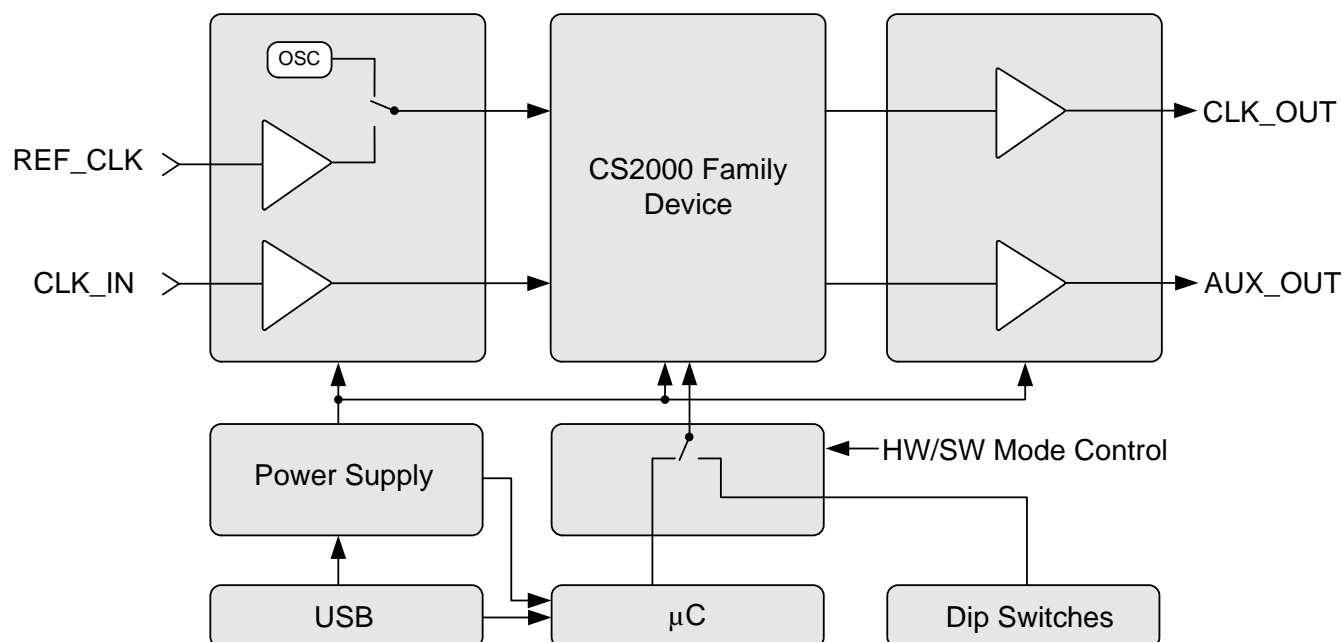 OSC
REF_CLK
CLK_IN
CS2000 Family
Device
CLK_OUT
AUX_OUT
Power Supply
HW/SW Mode Control
USB
µC
Dip Switches